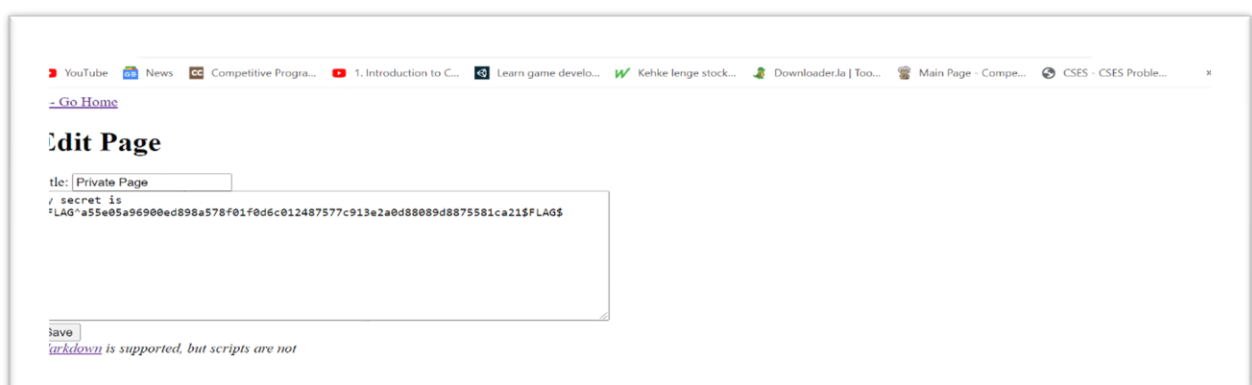 YouTube News Competitive Progra... 1. Introduction to C... Learn game develo... Kehke lenge stock... Downloader.la | Too... Main Page - Compe... CSES - CSES Proble... »
- Go Home
Edit Page
tle: Private Page
y secret is
FLAG^a55e05a96900ed898a578f01f0d6c012487577c913e2a0d88089d8875581ca21$FLAG$
Save
arkdown is supported, but scripts are not